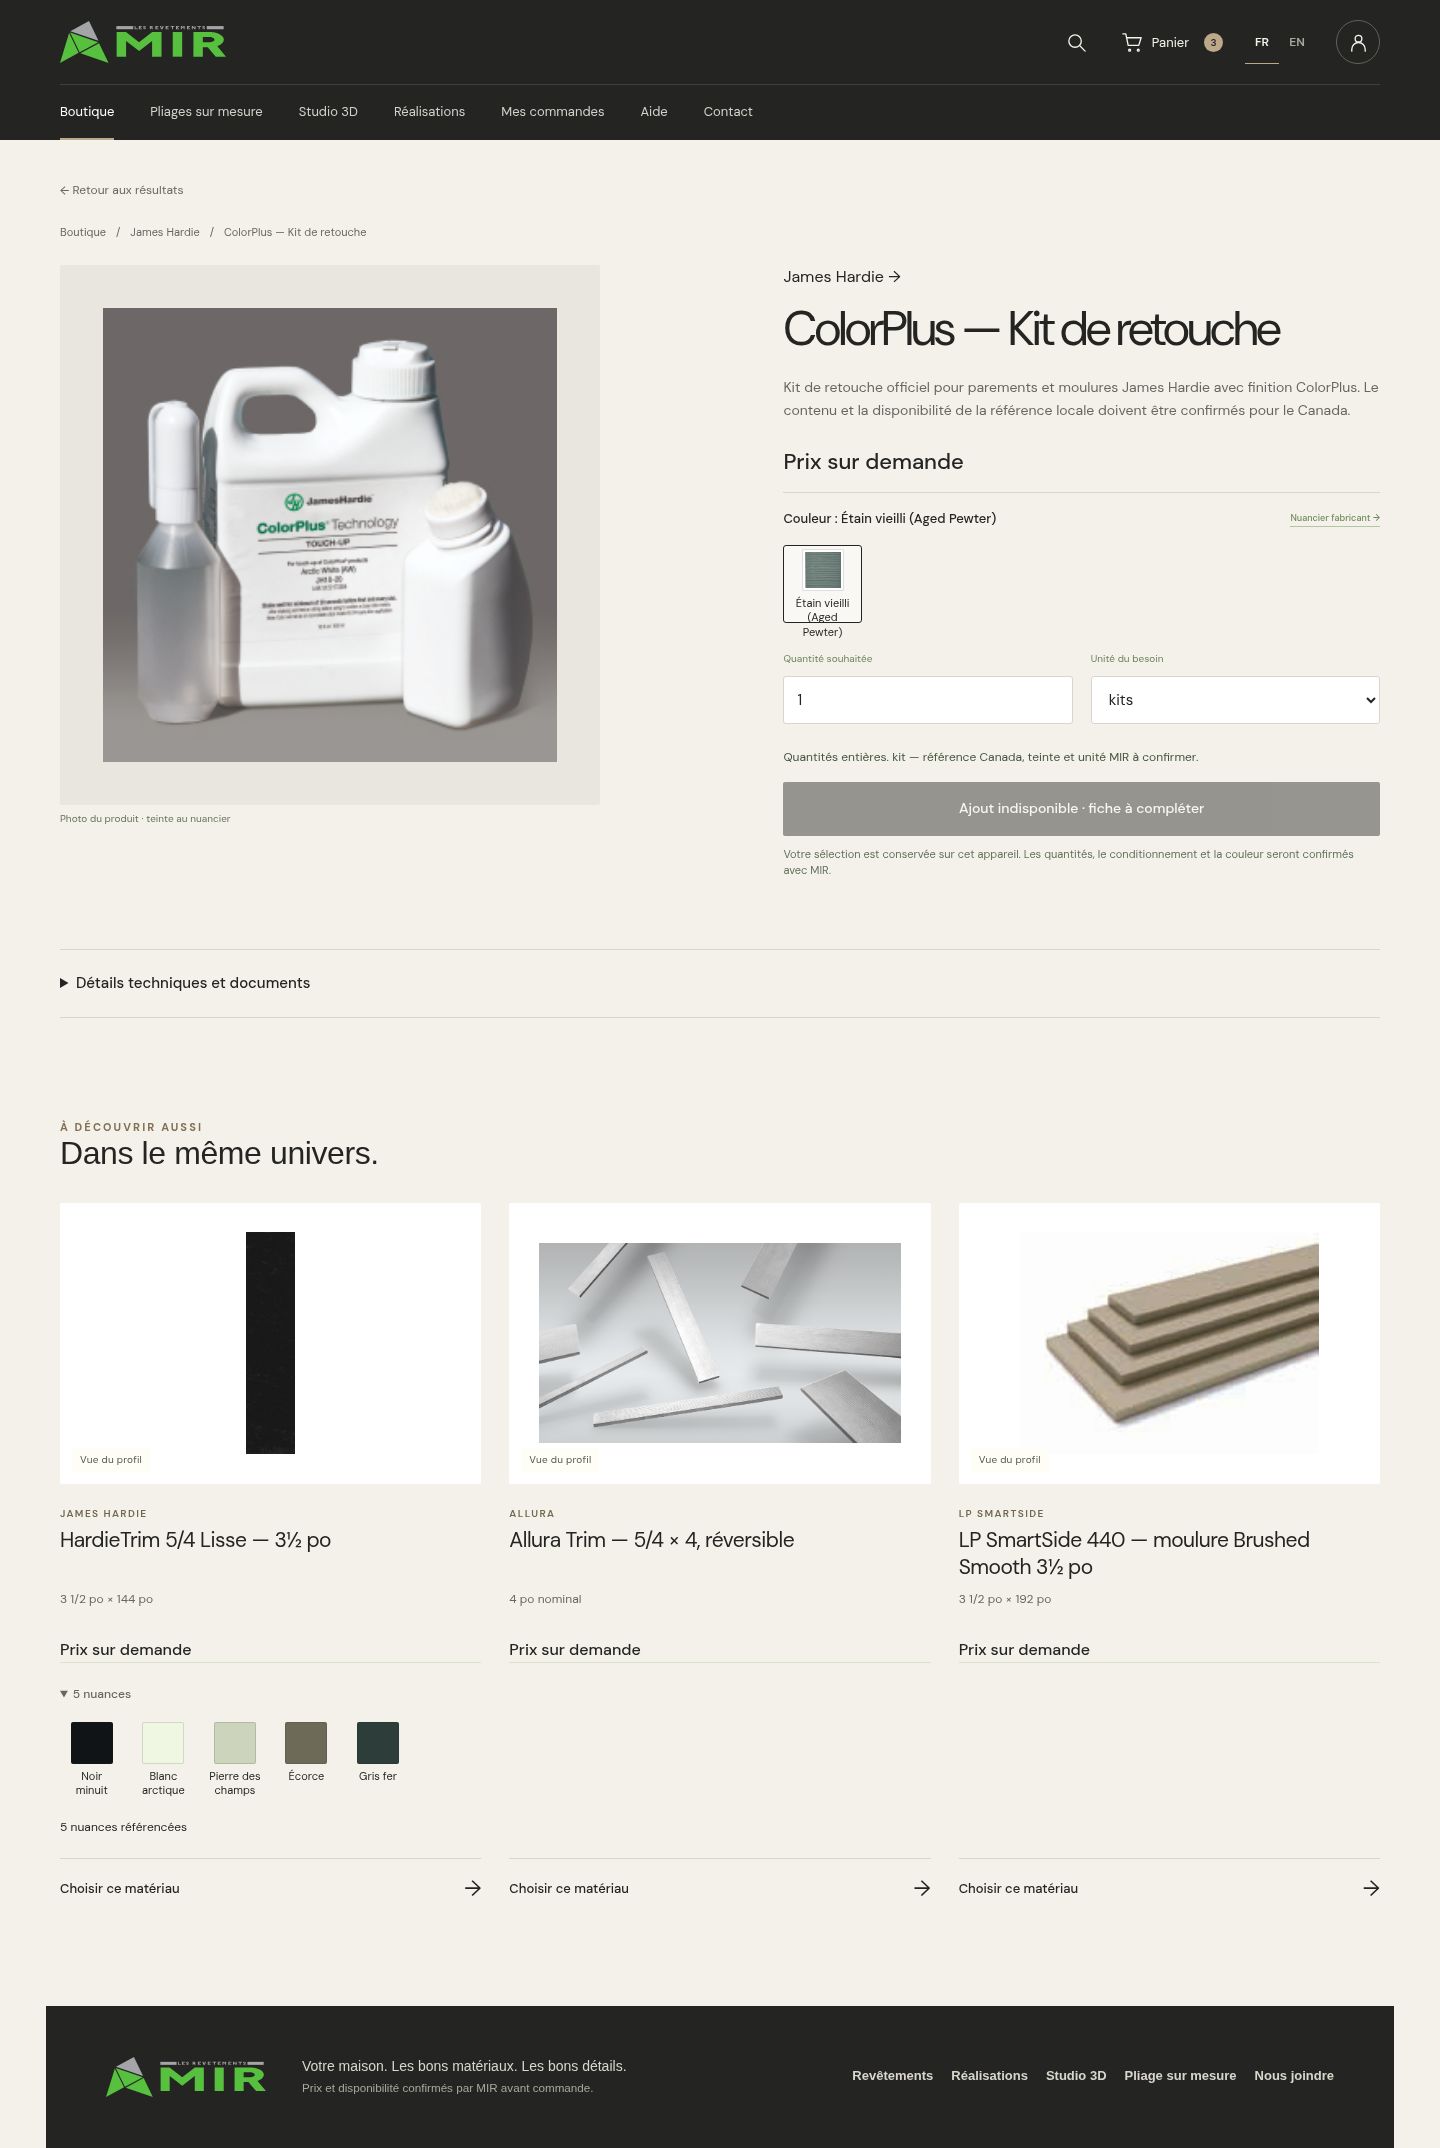 LES REVÊTEMENTS
MIR
Panier 3
FR EN
Boutique Pliages sur mesure Studio 3D Réalisations Mes commandes Aide Contact
← Retour aux résultats
Boutique / James Hardie / ColorPlus — Kit de retouche
JamesHardie
ColorPlus® Technology
TOUCH-UP
Arctic White (AW)
Photo du produit · teinte au nuancier
James Hardie →
ColorPlus — Kit de retouche
Kit de retouche officiel pour parements et moulures James Hardie avec finition ColorPlus. Le
contenu et la disponibilité de la référence locale doivent être confirmés pour le Canada.
Prix sur demande
Couleur : Étain vieilli (Aged Pewter)
Nuancier fabricant →
Étain vieilli
(Aged
Pewter)
Quantité souhaitée Unité du besoin
1 kits
Quantités entières. kit — référence Canada, teinte et unité MIR à confirmer.
Ajout indisponible · fiche à compléter
Votre sélection est conservée sur cet appareil. Les quantités, le conditionnement et la couleur seront confirmés
avec MIR.
Détails techniques et documents
À DÉCOUVRIR AUSSI
Dans le même univers.
Vue du profil
JAMES HARDIE
HardieTrim 5/4 Lisse — 3½ po
3 1/2 po × 144 po
Prix sur demande
5 nuances
Noir
minuit
Blanc
arctique
Pierre des
champs
Écorce
Gris fer
5 nuances référencées
Choisir ce matériau
Vue du profil
ALLURA
Allura Trim — 5/4 × 4, réversible
4 po nominal
Prix sur demande
Choisir ce matériau
Vue du profil
LP SMARTSIDE
LP SmartSide 440 — moulure Brushed
Smooth 3½ po
3 1/2 po × 192 po
Prix sur demande
Choisir ce matériau
LES REVÊTEMENTS
MIR
Votre maison. Les bons matériaux. Les bons détails.
Prix et disponibilité confirmés par MIR avant commande.
Revêtements Réalisations Studio 3D Pliage sur mesure Nous joindre